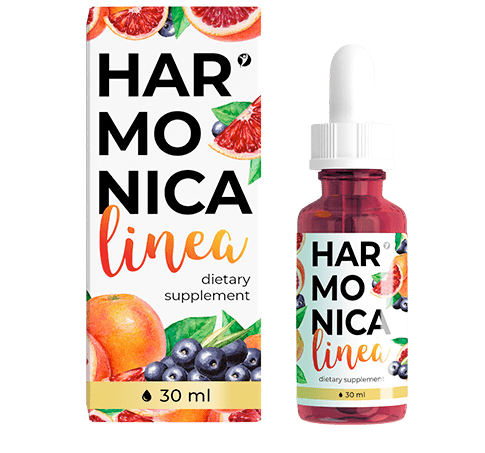 HAR
MO
NICA
linea
dietary
supplement
30 ml
HAR
MO
NICA
linea
dietary supplement
30 ml